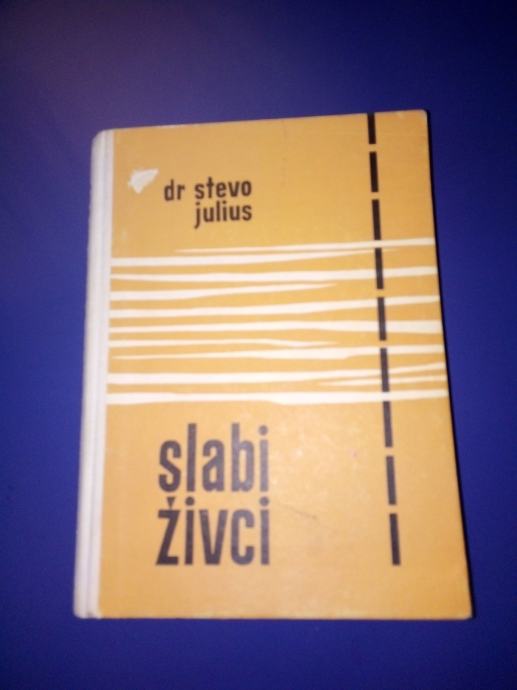 dr stevo
julius
slabi
živci